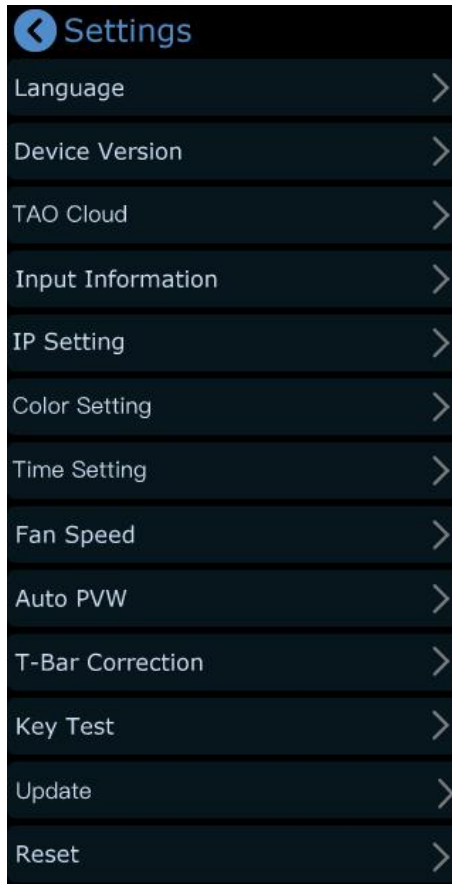 Settings
Language
Device Version
TAO Cloud
Input Information
IP Setting
Color Setting
Time Setting
Fan Speed
Auto PVW
T-Bar Correction
Key Test
Update
Reset